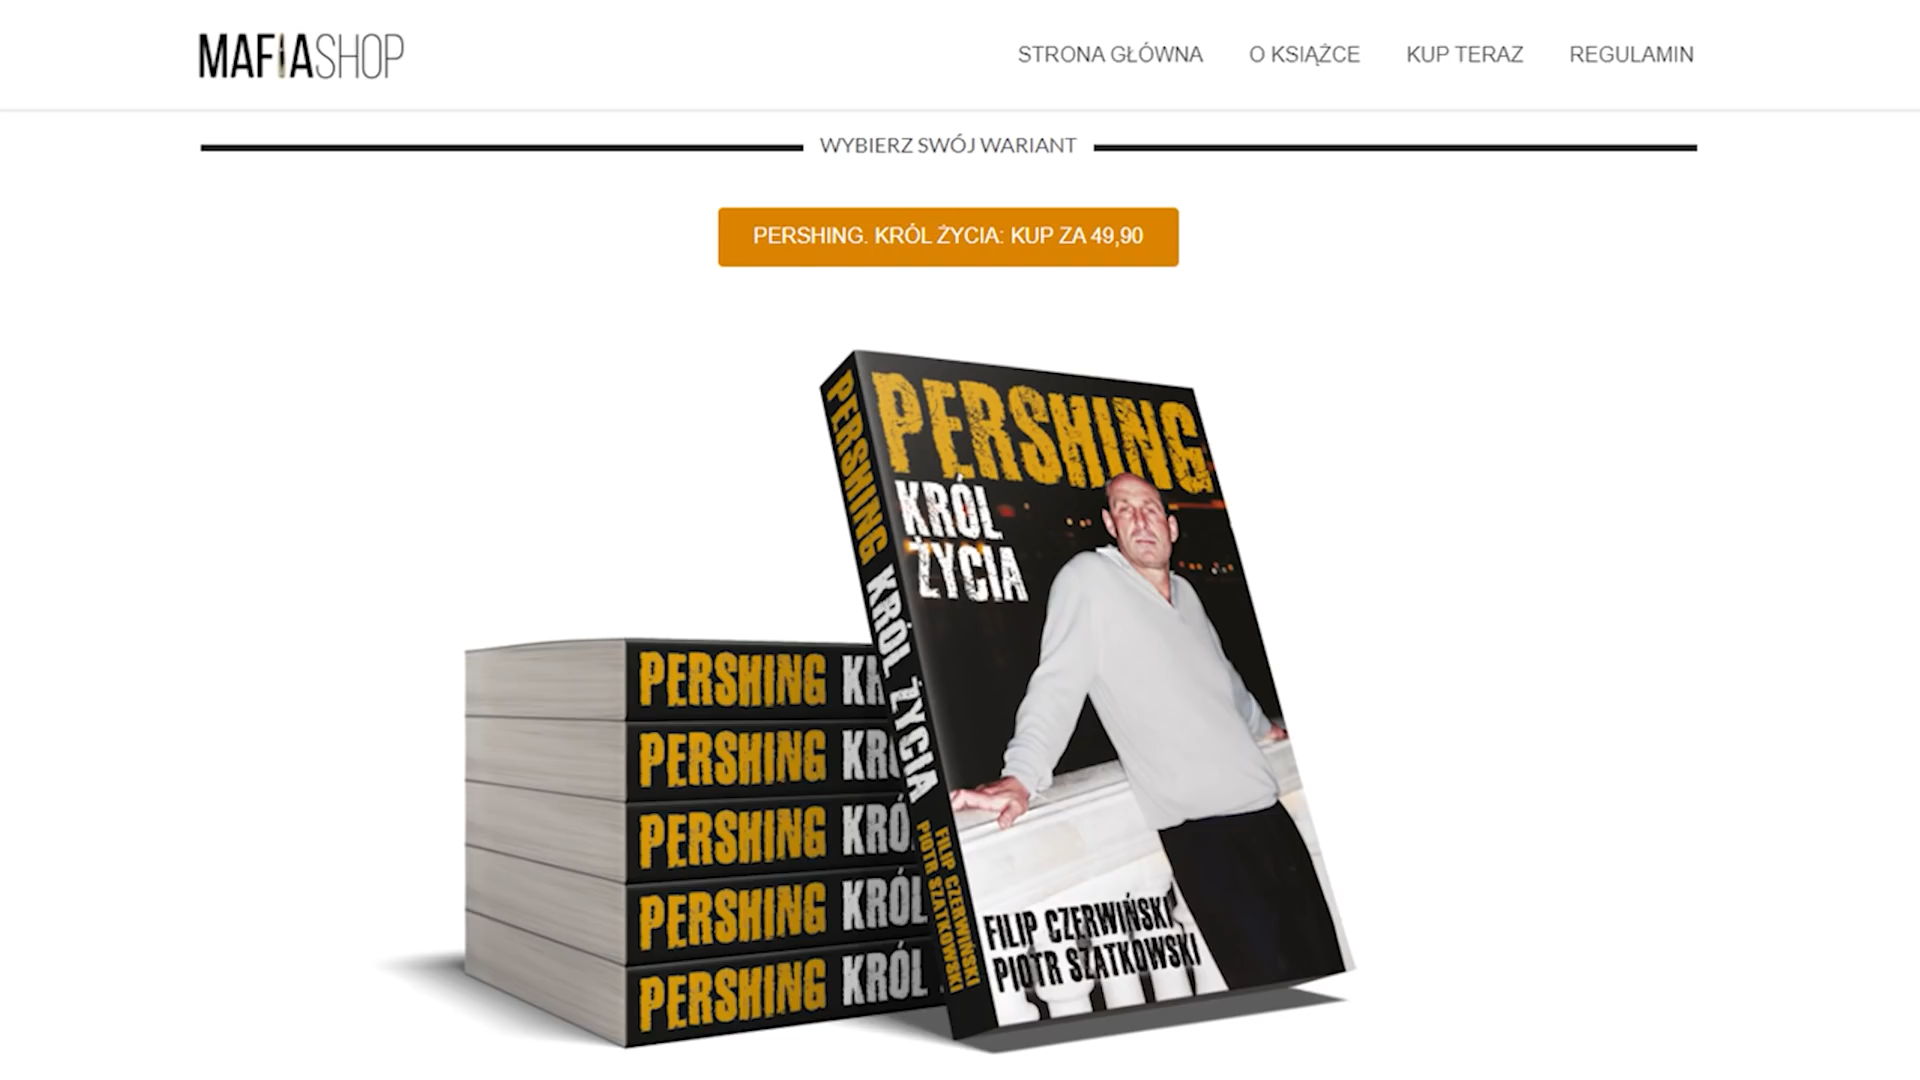 MAFIASHOP
STRONA GŁÓWNA
O KSIĄŻCE
KUP TERAZ
REGULAMIN
WYBIERZ SWÓJ WARIANT
PERSHING. KRÓL ŻYCIA: KUP ZA 49,90
PERSHING
KRÓL
ŻYCIA
FILIP CZERWIŃSKI
PIOTR SZATKOWSKI
PERSHING KRÓL ŻYCIA
FILIP CZERWIŃSKI
PIOTR SZATKOWSKI
PERSHING KR
PERSHING KR
PERSHING KRÓ
PERSHING KRÓL
PERSHING KRÓL